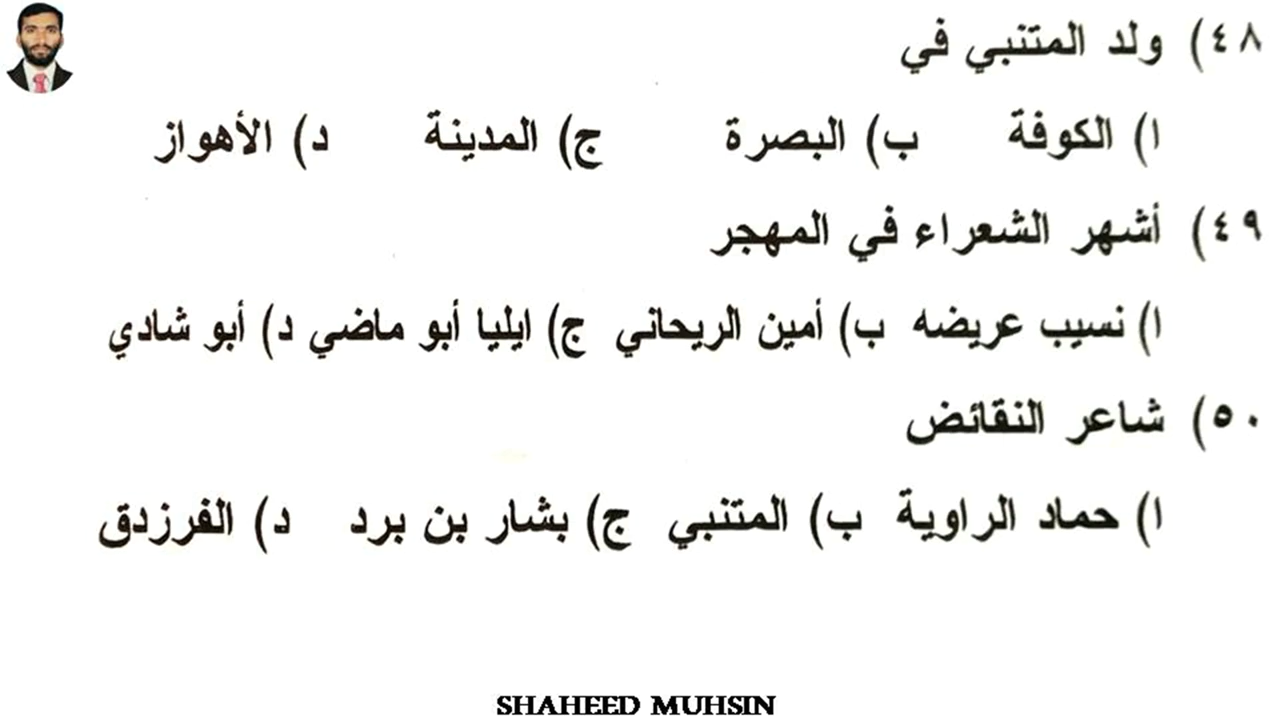 ٤٨) ولد المتنبي في
ا) الكوفة ب) البصرة ج) المدينة د) الأهواز
٤٩) أشهر الشعراء في المهجر
ا) نسيب عريضه ب) أمين الريحاني ج) ايليا أبو ماضي د) أبو شادي
٥٠) شاعر النقائض
ا) حماد الراوية ب) المتنبي ج) بشار بن برد د) الفرزدق
SHAHEED MUHSIN